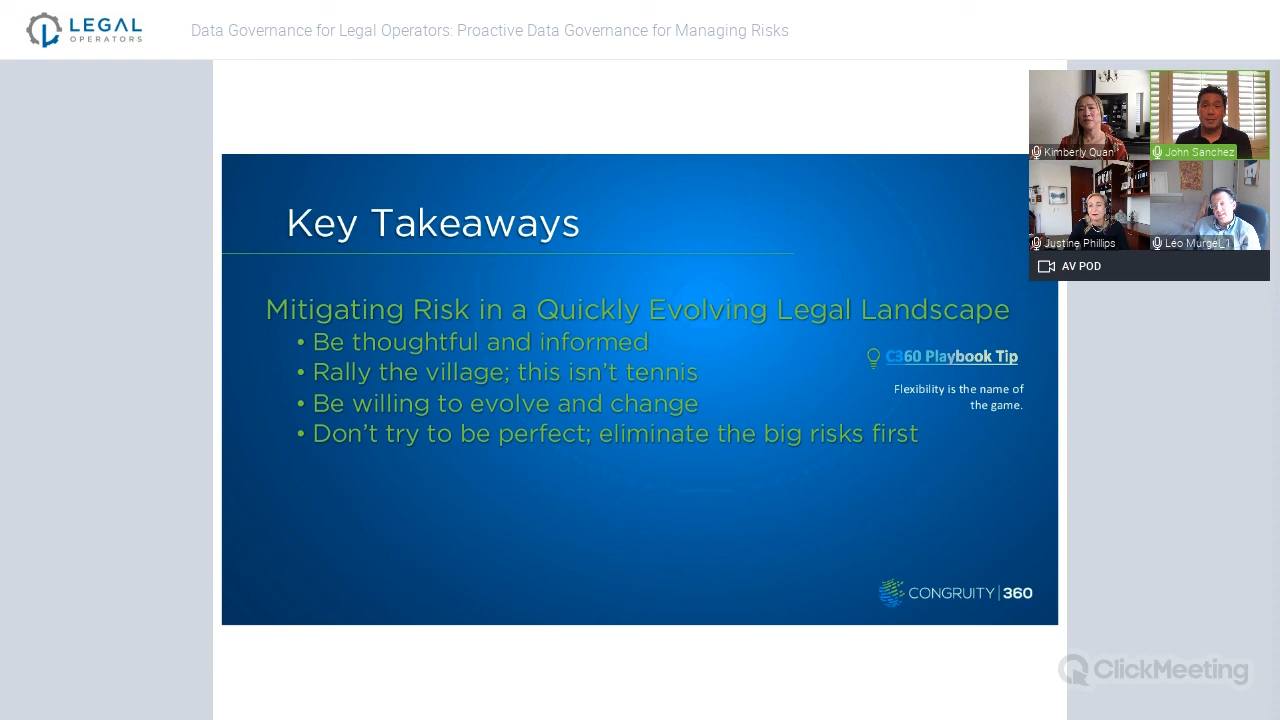 LEGAL
OPERATORS
Data Governance for Legal Operators: Proactive Data Governance for Managing Risks
Kimberly Quan
John Sanchez
Justine Phillips
Léo Murgel_1
AV POD
Key Takeaways
Mitigating Risk in a Quickly Evolving Legal Landscape
• Be thoughtful and informed
• Rally the village; this isn’t tennis
• Be willing to evolve and change
• Don’t try to be perfect; eliminate the big risks first
C360 Playbook Tip
Flexibility is the name of
the game.
CONGRUITY|360
ClickMeeting